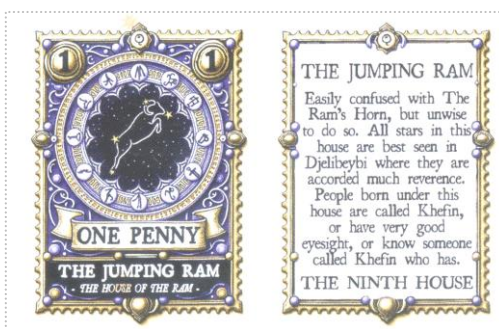 1 1
ONE PENNY
THE JUMPING RAM
- THE HOUSE OF THE RAM -
THE JUMPING RAM
Easily confused with The
Ram's Horn, but unwise
to do so. All stars in this
house are best seen in
Djelibeybi where they are
accorded much reverence.
People born under this
house are called Khefin,
or have very good
eyesight, or know someone
called Khefin who has.
THE NINTH HOUSE